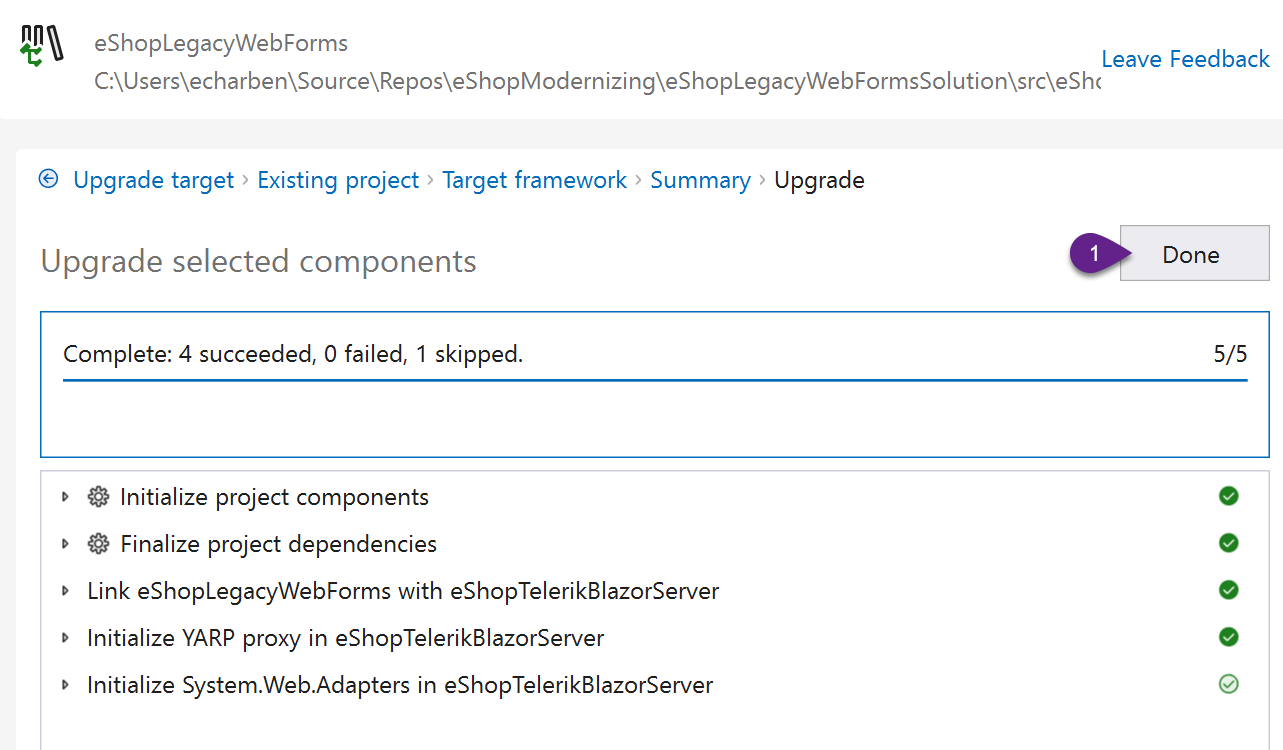 eShopLegacyWebForms
C:\Users\echarben\Source\Repos\eShopModernizing\eShopLegacyWebFormsSolution\src\eSho
Leave Feedback
Upgrade target › Existing project › Target framework › Summary › Upgrade
Upgrade selected components
1
Done
Complete: 4 succeeded, 0 failed, 1 skipped. 5/5
Initialize project components
Finalize project dependencies
Link eShopLegacyWebForms with eShopTelerikBlazorServer
Initialize YARP proxy in eShopTelerikBlazorServer
Initialize System.Web.Adapters in eShopTelerikBlazorServer